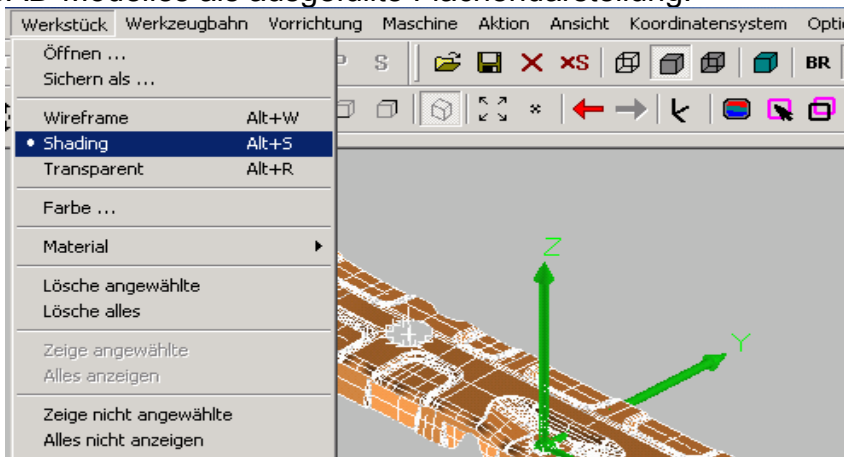 Werkstück Werkzeugbahn Vorrichtung Maschine Aktion Ansicht Koordinatensystem
Öffnen ...
Sichern als ...
S XS BR
Wireframe Alt+W
Shading Alt+S
Transparent Alt+R
Farbe ...
Material
Lösche angewählte
Lösche alles
Zeige angewählte
Alles anzeigen
Zeige nicht angewählte
Alles nicht anzeigen
Z
Y